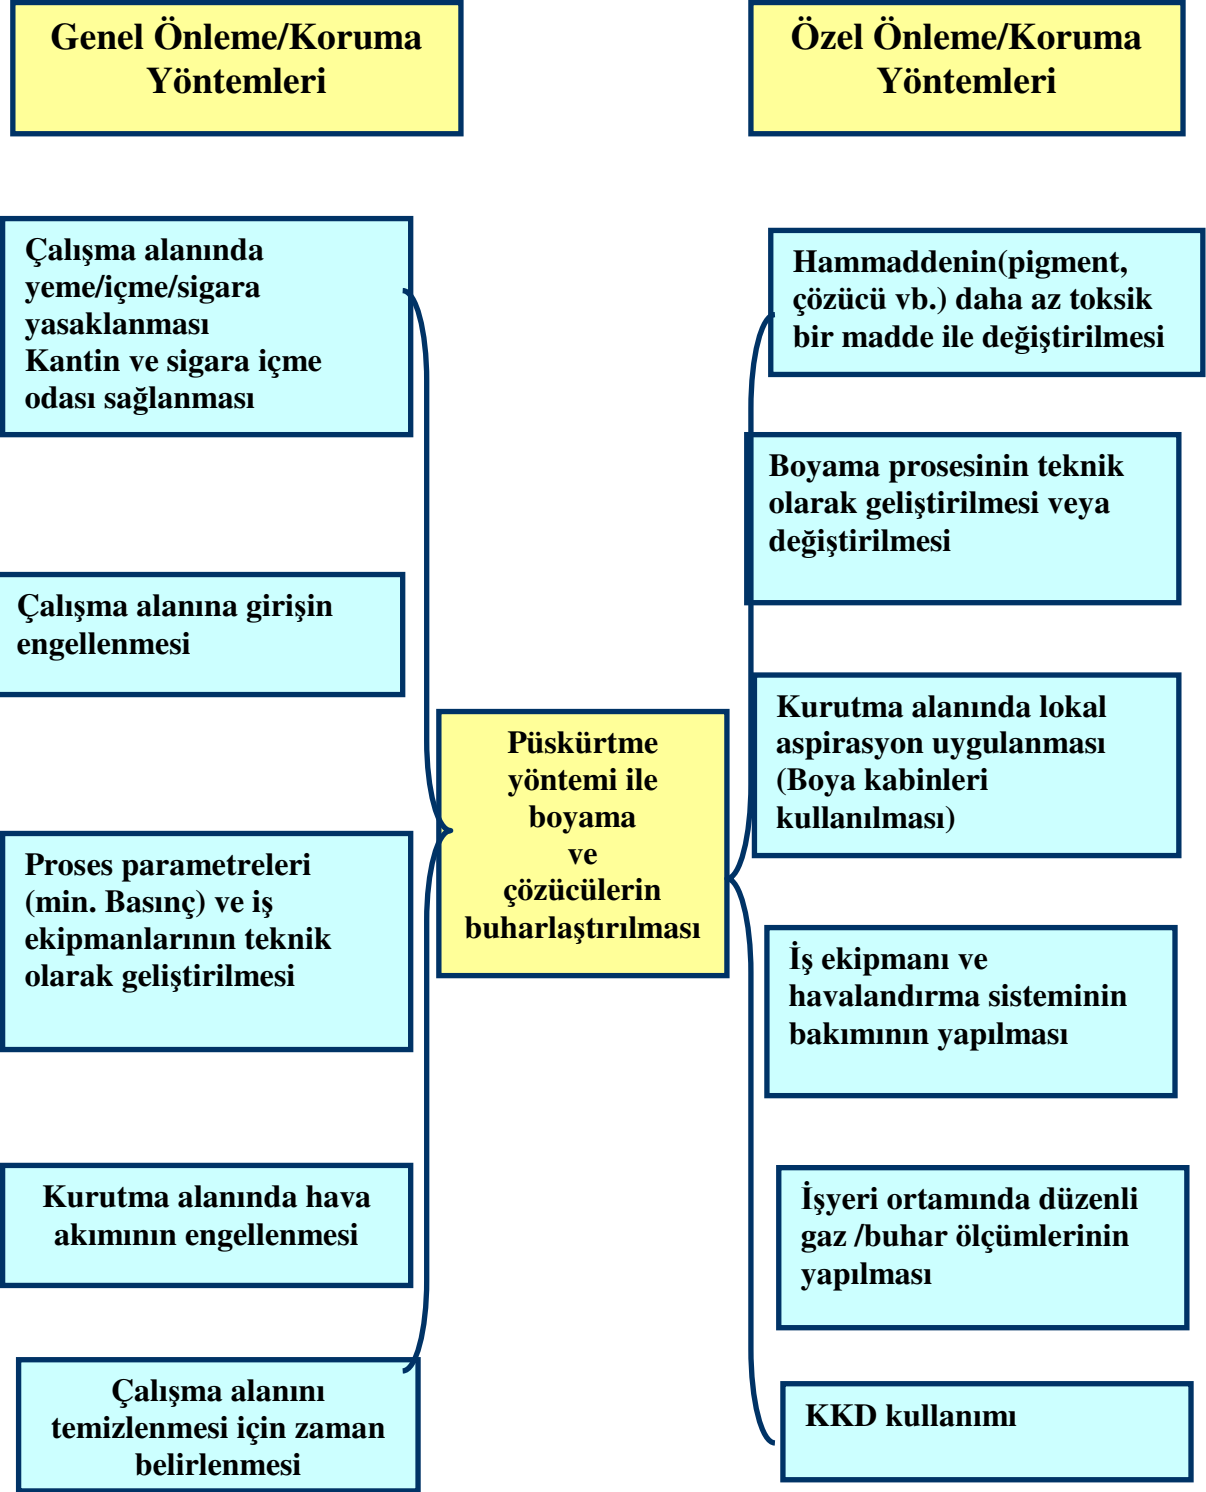 Genel Önleme/Koruma
Yöntemleri
Özel Önleme/Koruma
Yöntemleri
Çalışma alanında
yeme/içme/sigara
yasaklanması
Kantin ve sigara içme
odası sağlanması
Çalışma alanına girişin
engellenmesi
Proses parametreleri
(min. Basınç) ve iş
ekipmanlarının teknik
olarak geliştirilmesi
Kurutma alanında hava
akımının engellenmesi
Çalışma alanını
temizlenmesi için zaman
belirlenmesi
Püskürtme
yöntemi ile
boyama
ve
çözücülerin
buharlaştırılması
Hammaddenin(pigment,
çözücü vb.) daha az toksik
bir madde ile değiştirilmesi
Boyama prosesinin teknik
olarak geliştirilmesi veya
değiştirilmesi
Kurutma alanında lokal
aspirasyon uygulanması
(Boya kabinleri
kullanılması)
İş ekipmanı ve
havalandırma sisteminin
bakımının yapılması
İşyeri ortamında düzenli
gaz /buhar ölçümlerinin
yapılması
KKD kullanımı